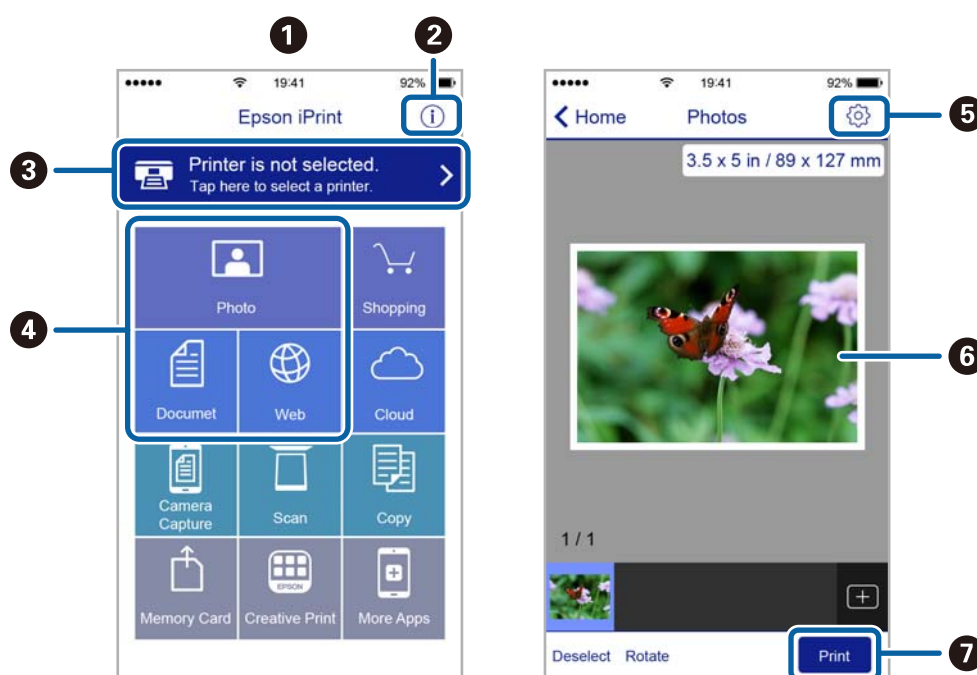 1
2
19:41
92%
Epson iPrint
3
Printer is not selected.
Tap here to select a printer.
4
Photo
Shopping
Documet
Web
Cloud
Camera
Capture
Scan
Copy
EPSON
Memory Card
Creative Print
More Apps
19:41
92%
5
Home
Photos
3.5 x 5 in / 89 x 127 mm
6
1 / 1
Deselect
Rotate
Print
7